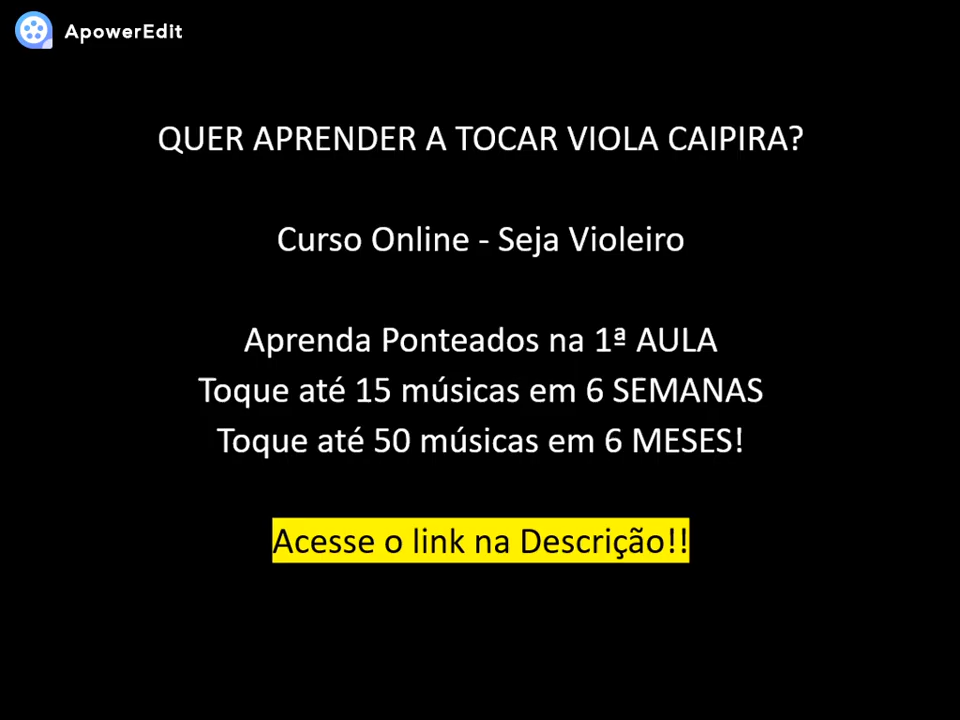 ApowerEdit
QUER APRENDER A TOCAR VIOLA CAIPIRA?
Curso Online - Seja Violeiro
Aprenda Ponteados na 1ª AULA
Toque até 15 músicas em 6 SEMANAS
Toque até 50 músicas em 6 MESES!
Acesse o link na Descrição!!